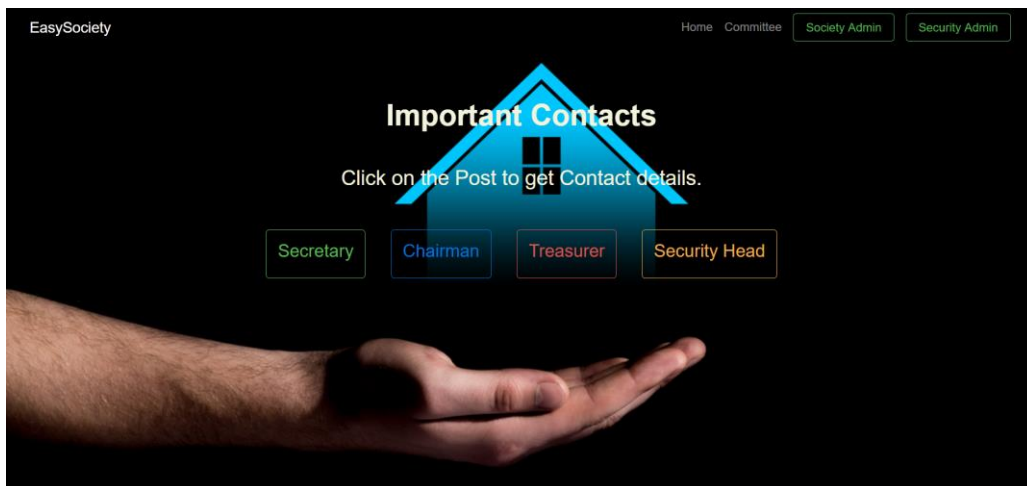 EasySociety
Home Committee Society Admin Security Admin
Important Contacts
Click on the Post to get Contact details.
Secretary Chairman Treasurer Security Head